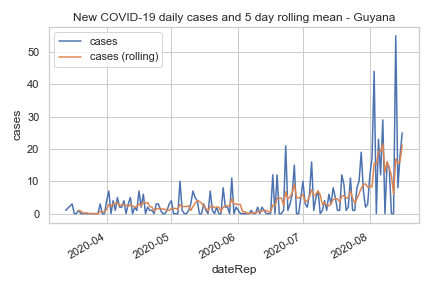 New COVID-19 daily cases and 5 day rolling mean - Guyana
cases
cases (rolling)
50
40
30
20
10
0
cases
2020-04
2020-05
2020-06
2020-07
2020-08
dateRep